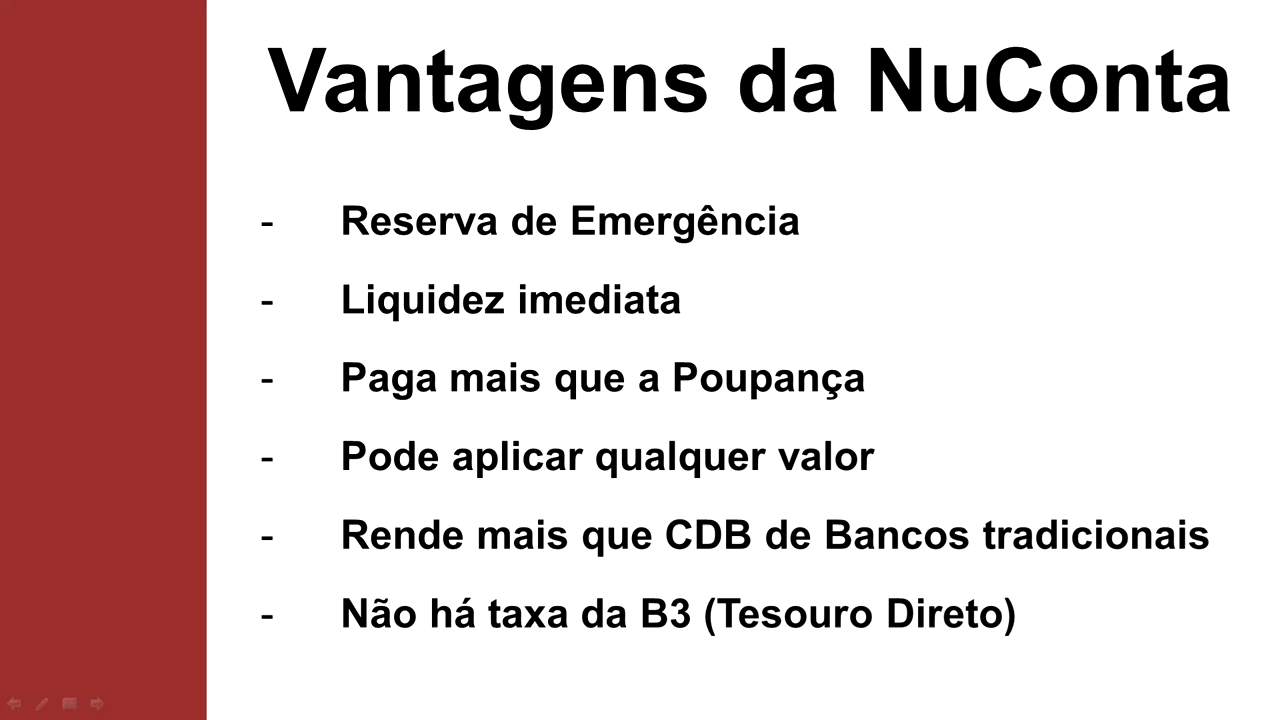 Vantagens da NuConta
- Reserva de Emergência
- Liquidez imediata
- Paga mais que a Poupança
- Pode aplicar qualquer valor
- Rende mais que CDB de Bancos tradicionais
- Não há taxa da B3 (Tesouro Direto)